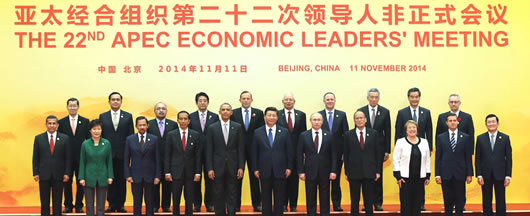 亚太经合组织第二十二次领导人非正式会议
THE 22ND APEC ECONOMIC LEADERS' MEETING
中国 北京 2014年11月11日 BEIJING, CHINA 11 NOVEMBER 2014